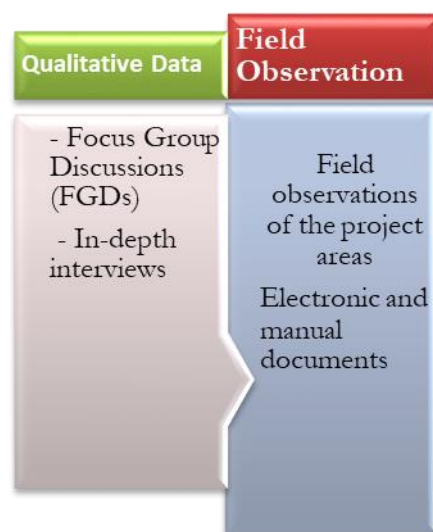 Qualitative Data
- Focus Group
Discussions
(FGDs)
- In-depth
interviews
Field
Observation
Field
observations
of the project
areas
Electronic and
manual
documents